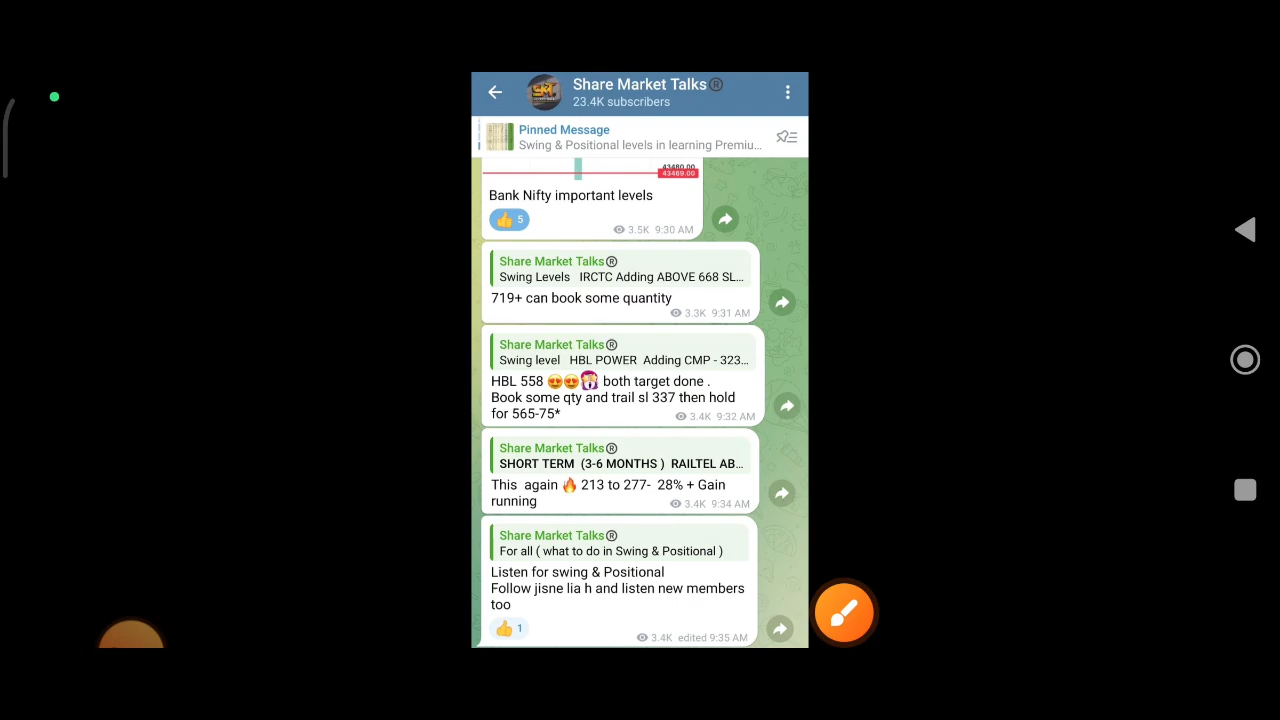 Share Market Talks®
23.4K subscribers
Pinned Message
Swing & Positional levels in learning Premiu...
43480.00
43469.00
Bank Nifty important levels
👍 5
3.5K 9:30 AM
Share Market Talks®
Swing Levels IRCTC Adding ABOVE 668 SL...
719+ can book some quantity
3.3K 9:31 AM
Share Market Talks®
Swing level HBL POWER Adding CMP - 323...
HBL 558 😍😍🙈 both target done .
Book some qty and trail sl 337 then hold
for 565-75*
3.4K 9:32 AM
Share Market Talks®
SHORT TERM (3-6 MONTHS ) RAILTEL AB...
This again 🔥 213 to 277- 28% + Gain
running
3.4K 9:34 AM
Share Market Talks®
For all ( what to do in Swing & Positional )
Listen for swing & Positional
Follow jisne lia h and listen new members
too
👍 1
3.4K edited 9:35 AM